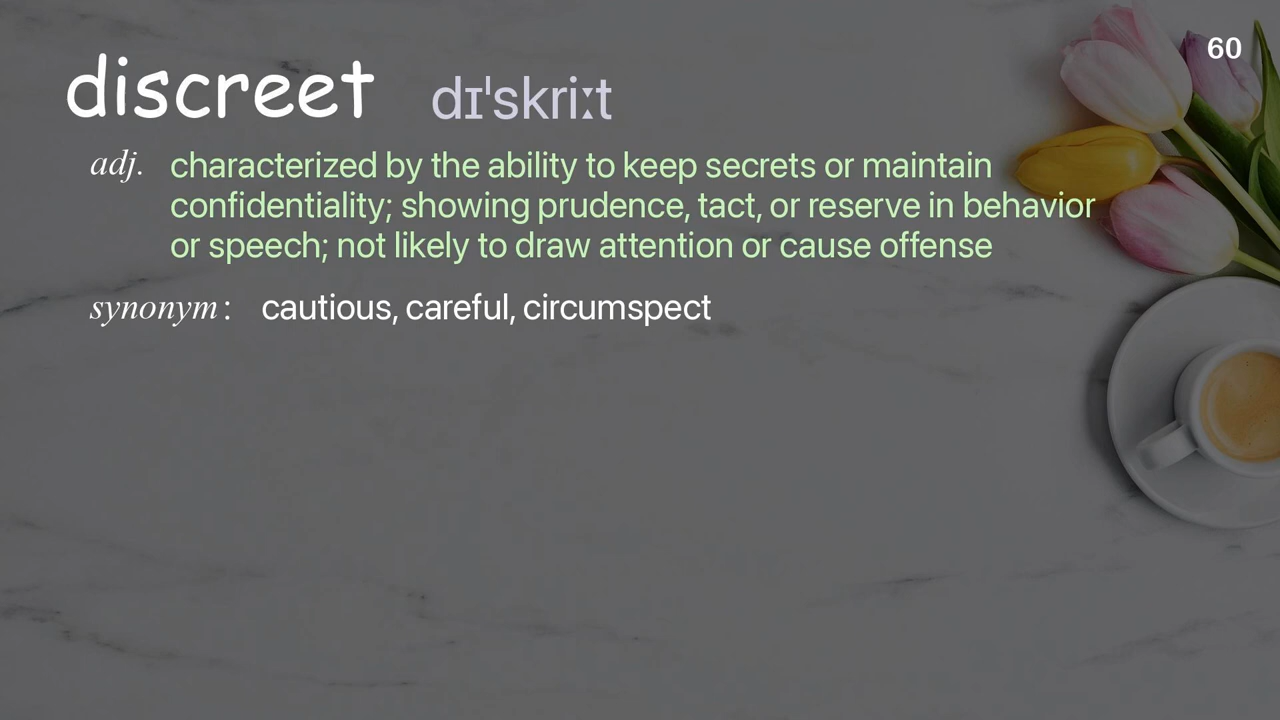 60
discreet dɪˈskriːt
adj. characterized by the ability to keep secrets or maintain
confidentiality; showing prudence, tact, or reserve in behavior
or speech; not likely to draw attention or cause offense
synonym: cautious, careful, circumspect